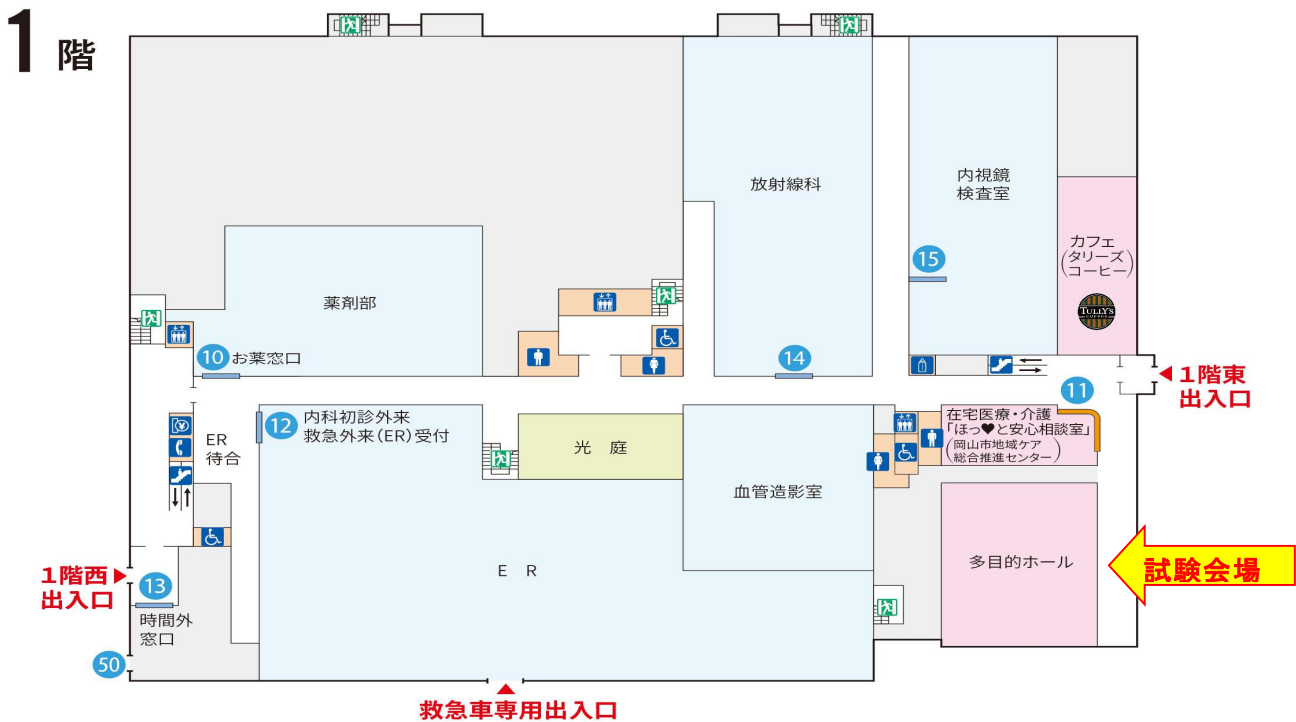 1階
放射線科
内視鏡
検査室
カフェ
(タリーズ
コーヒー)
TULLY'S
COFFEE
15
薬剤部
10 お薬窓口
14
1階東
出入口
11
12 内科初診外来
救急外来(ER)受付
ER
待合
光 庭
在宅医療・介護
「ほっ♥と安心相談室」
(岡山市地域ケア
総合推進センター)
血管造影室
E R
多目的ホール
試験会場
1階西
出入口
13
時間外
窓口
50
救急車専用出入口